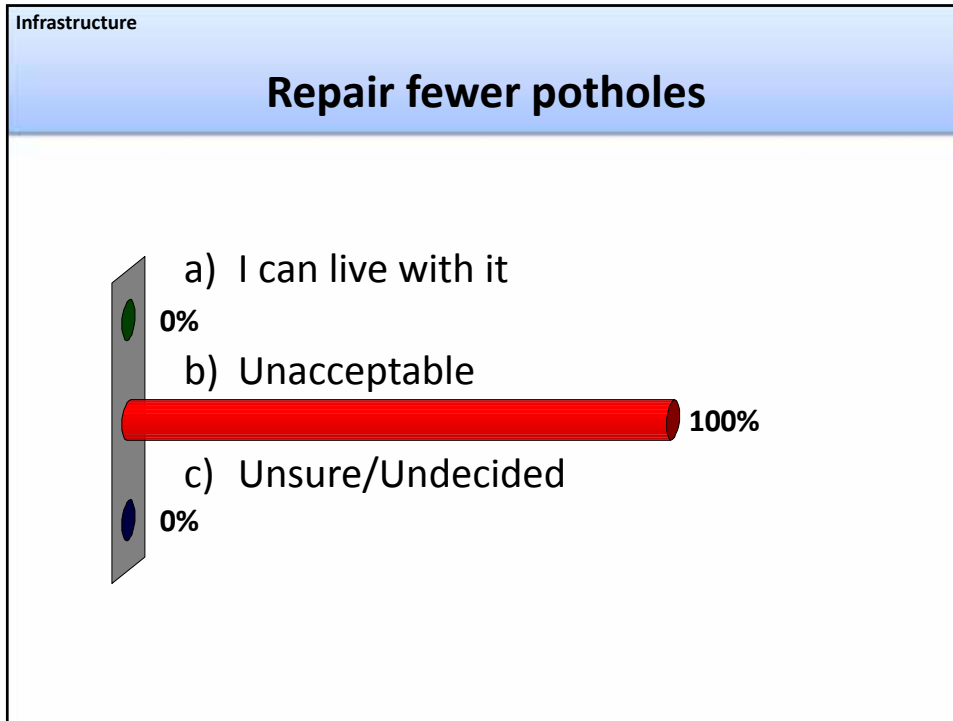 Infrastructure
Repair fewer potholes
a) I can live with it
0%
b) Unacceptable
100%
c) Unsure/Undecided
0%